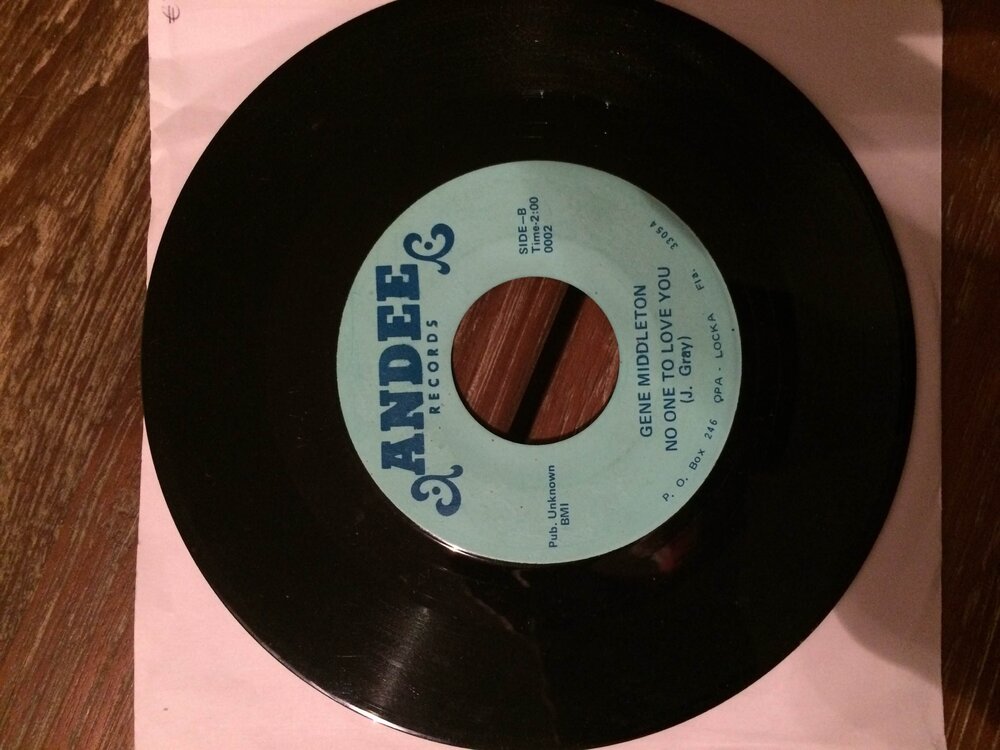 ANDEE
RECORDS
Pub. Unknown
BMI
SIDE-B
Time-2:00
0002
GENE MIDDLETON
NO ONE TO LOVE YOU
(J. Gray)
P. O. Box 246 OPA - LOCKA Fla. 33054